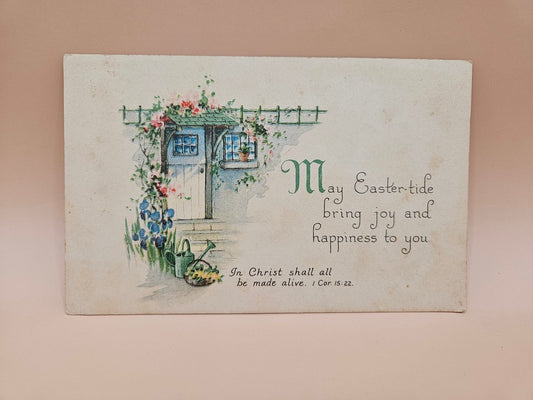 May Easter-tide
bring joy and
happiness to you
In Christ shall all
be made alive. 1 Cor. 15:22.